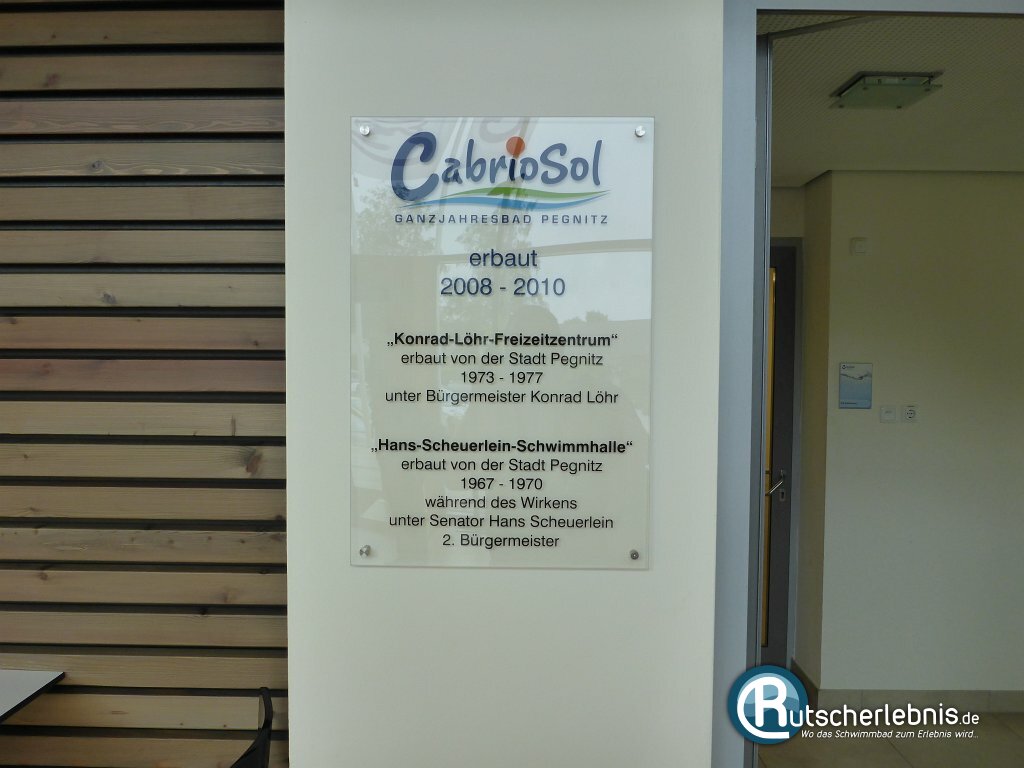 CabrioSol
GANZJAHRESBAD PEGNITZ
erbaut
2008 - 2010
„Konrad-Löhr-Freizeitzentrum“
erbaut von der Stadt Pegnitz
1973 - 1977
unter Bürgermeister Konrad Löhr
„Hans-Scheuerlein-Schwimmhalle“
erbaut von der Stadt Pegnitz
1967 - 1970
während des Wirkens
unter Senator Hans Scheuerlein
2. Bürgermeister
Rutscherlebnis.de
Wo das Schwimmbad zum Erlebnis wird...